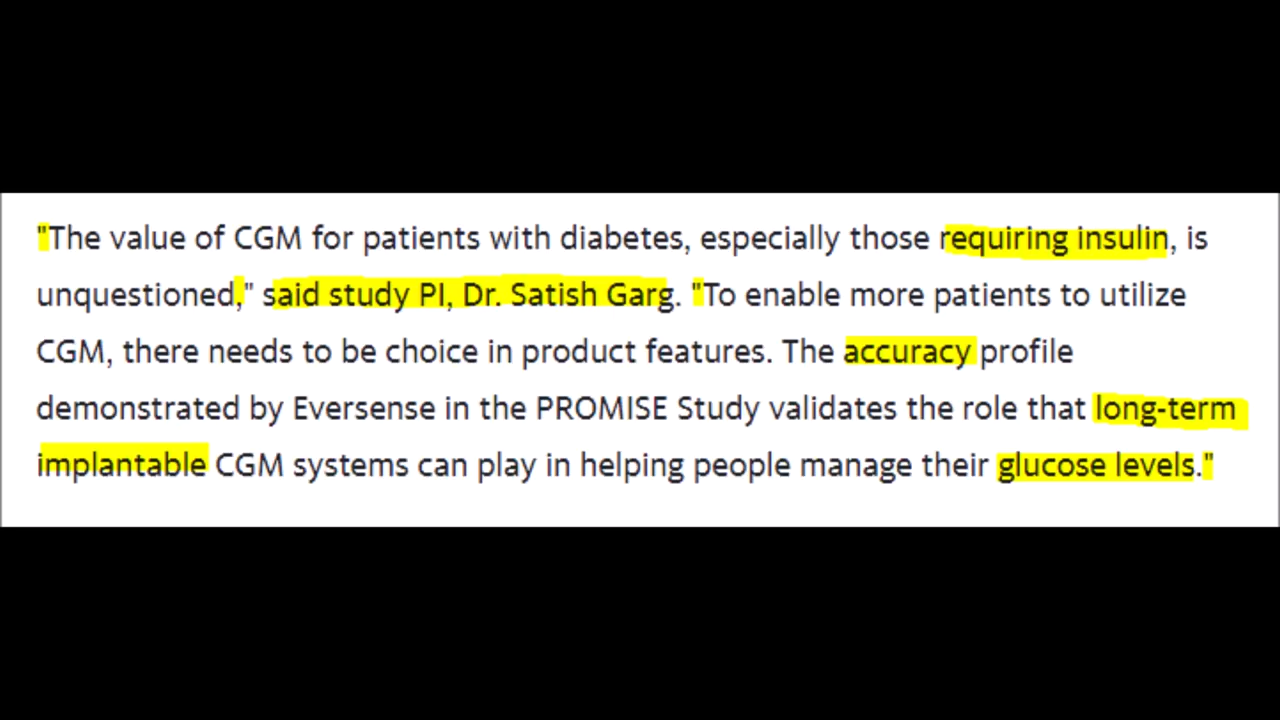 "The value of CGM for patients with diabetes, especially those requiring insulin, is
unquestioned," said study PI, Dr. Satish Garg. "To enable more patients to utilize
CGM, there needs to be choice in product features. The accuracy profile
demonstrated by Eversense in the PROMISE Study validates the role that long-term
implantable CGM systems can play in helping people manage their glucose levels."